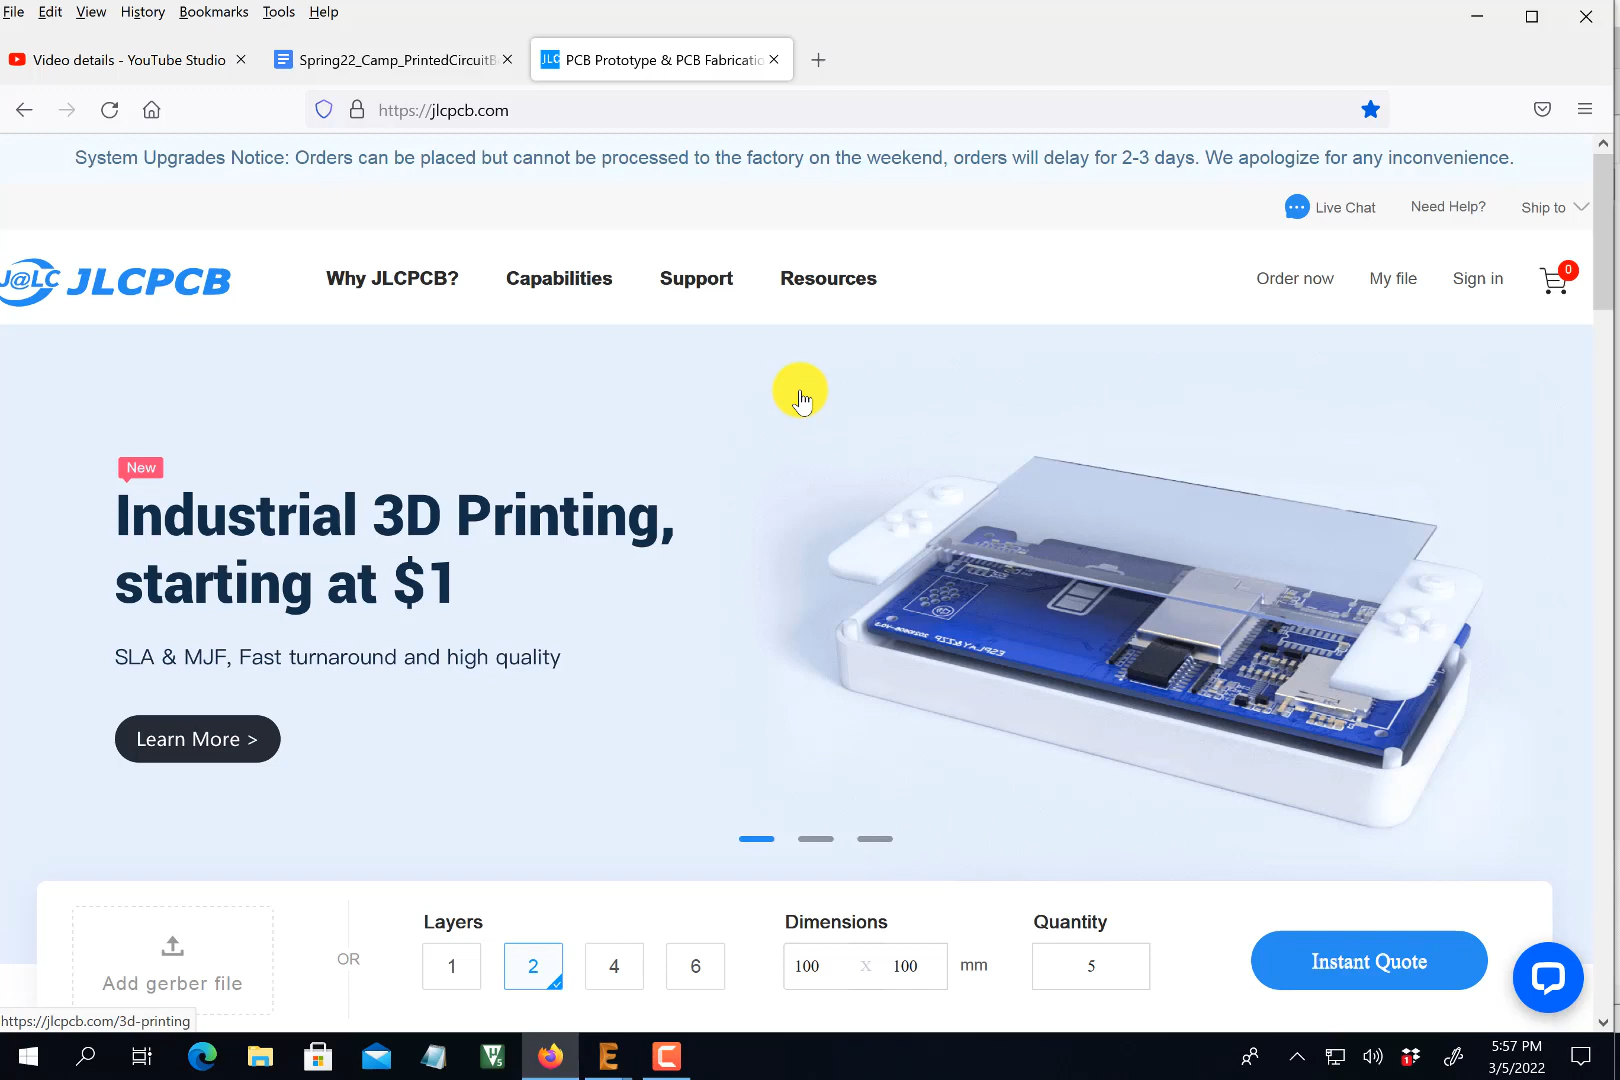 File Edit View History Bookmarks Tools Help
Video details - YouTube Studio
Spring22_Camp_PrintedCircuitB
JLC PCB Prototype & PCB Fabricatio
https://jlcpcb.com
System Upgrades Notice: Orders can be placed but cannot be processed to the factory on the weekend, orders will delay for 2-3 days. We apologize for any inconvenience.
Live Chat Need Help? Ship to
J@LC JLCPCB Why JLCPCB? Capabilities Support Resources Order now My file Sign in 0
New
Industrial 3D Printing,
starting at $1
SLA & MJF, Fast turnaround and high quality
Learn More >
Layers Dimensions Quantity
Add gerber file OR 1 2 4 6 100 X 100 mm 5 Instant Quote
https://jlcpcb.com/3d-printing
5:57 PM
3/5/2022